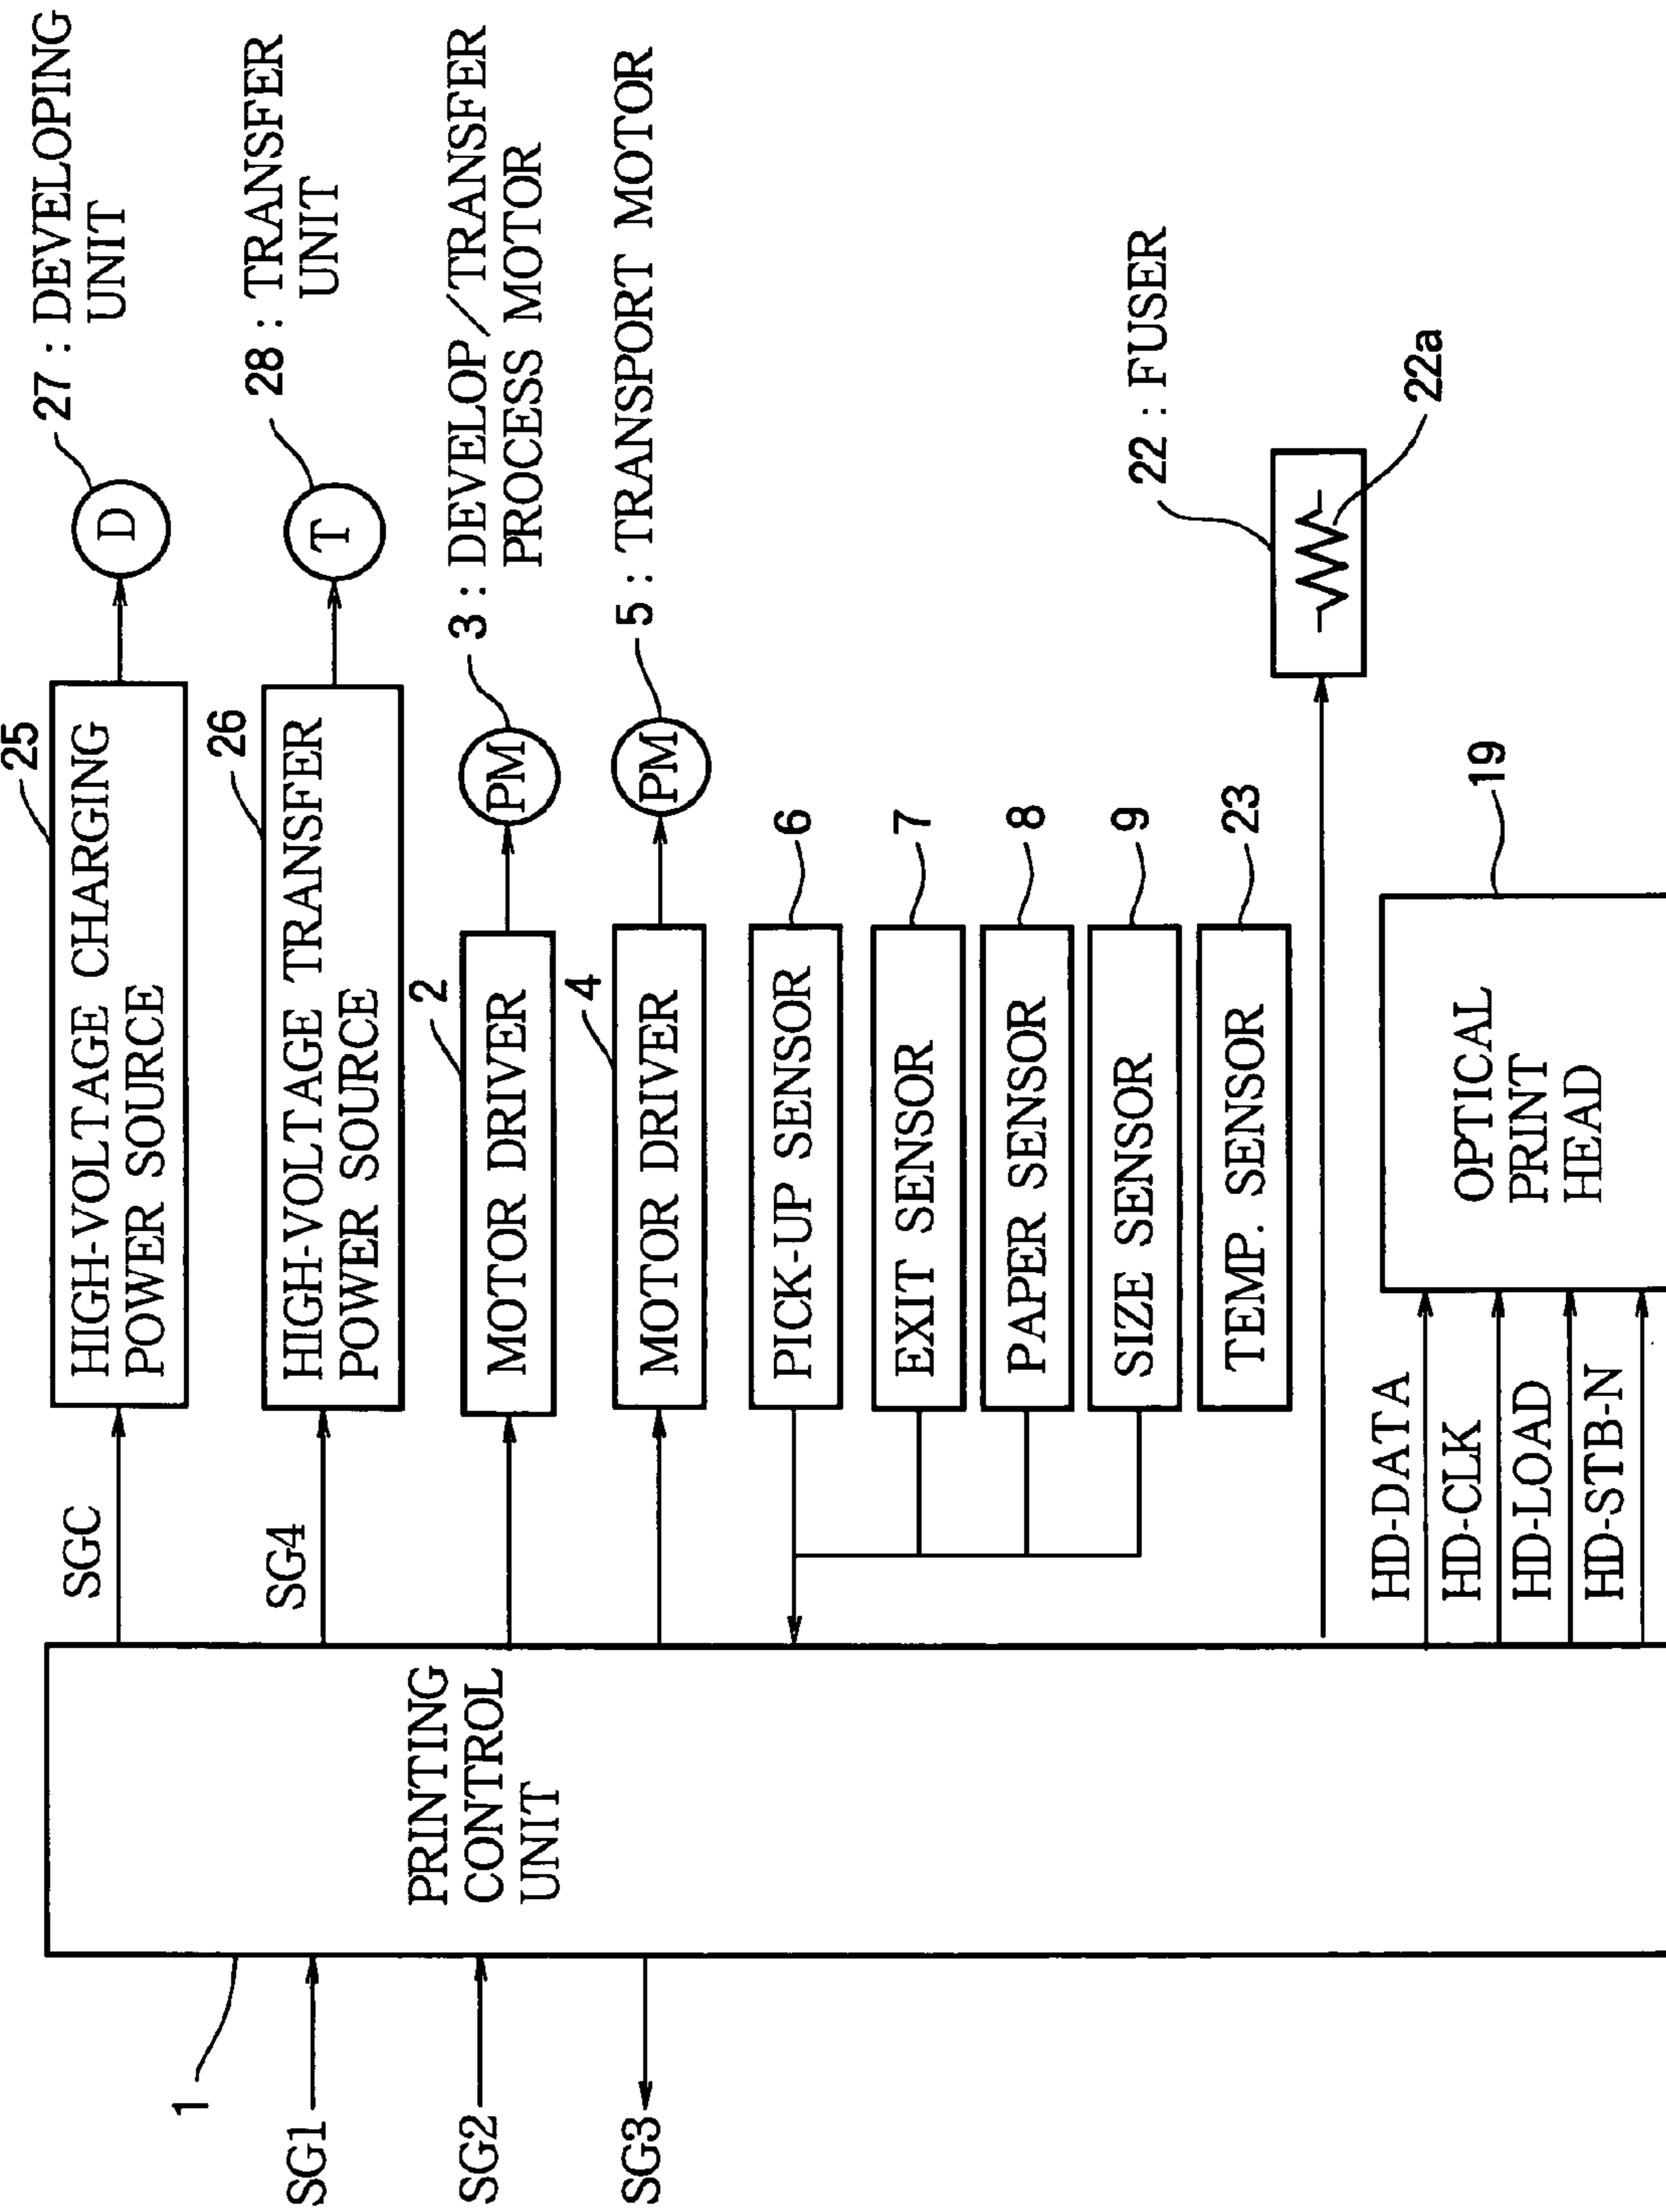 25
HIGH-VOLTAGE CHARGING
POWER SOURCE
SGC
D
27 : DEVELOPING
UNIT
26
HIGH-VOLTAGE TRANSFER
POWER SOURCE
SG4
T
28 : TRANSFER
UNIT
1
PRINTING
CONTROL
UNIT
SG1
SG2
SG3
2
MOTOR DRIVER
PM
3 : DEVELOP/TRANSFER
PROCESS MOTOR
4
MOTOR DRIVER
PM
5 : TRANSPORT MOTOR
PICK-UP SENSOR
6
EXIT SENSOR
7
PAPER SENSOR
8
SIZE SENSOR
9
TEMP. SENSOR
23
22 : FUSER
22a
HD-DATA
HD-CLK
HD-LOAD
HD-STB-N
OPTICAL
PRINT
HEAD
19